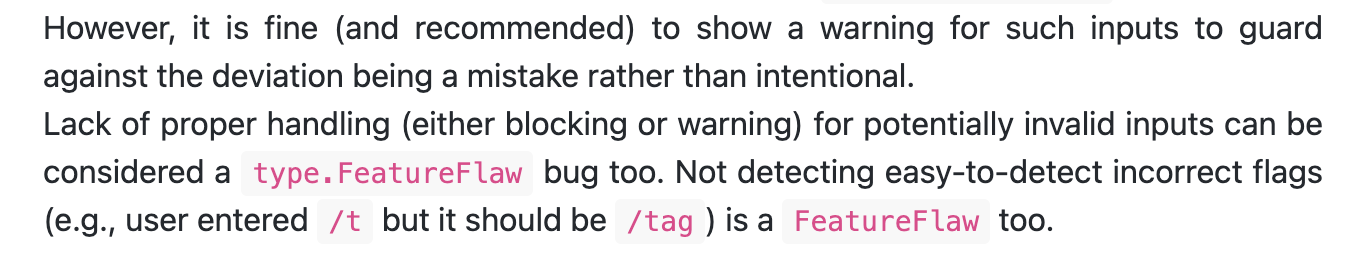 However, it is fine (and recommended) to show a warning for such inputs to guard
against the deviation being a mistake rather than intentional.
Lack of proper handling (either blocking or warning) for potentially invalid inputs can be
considered a type.FeatureFlaw bug too. Not detecting easy-to-detect incorrect flags
(e.g., user entered /t but it should be /tag ) is a FeatureFlaw too.